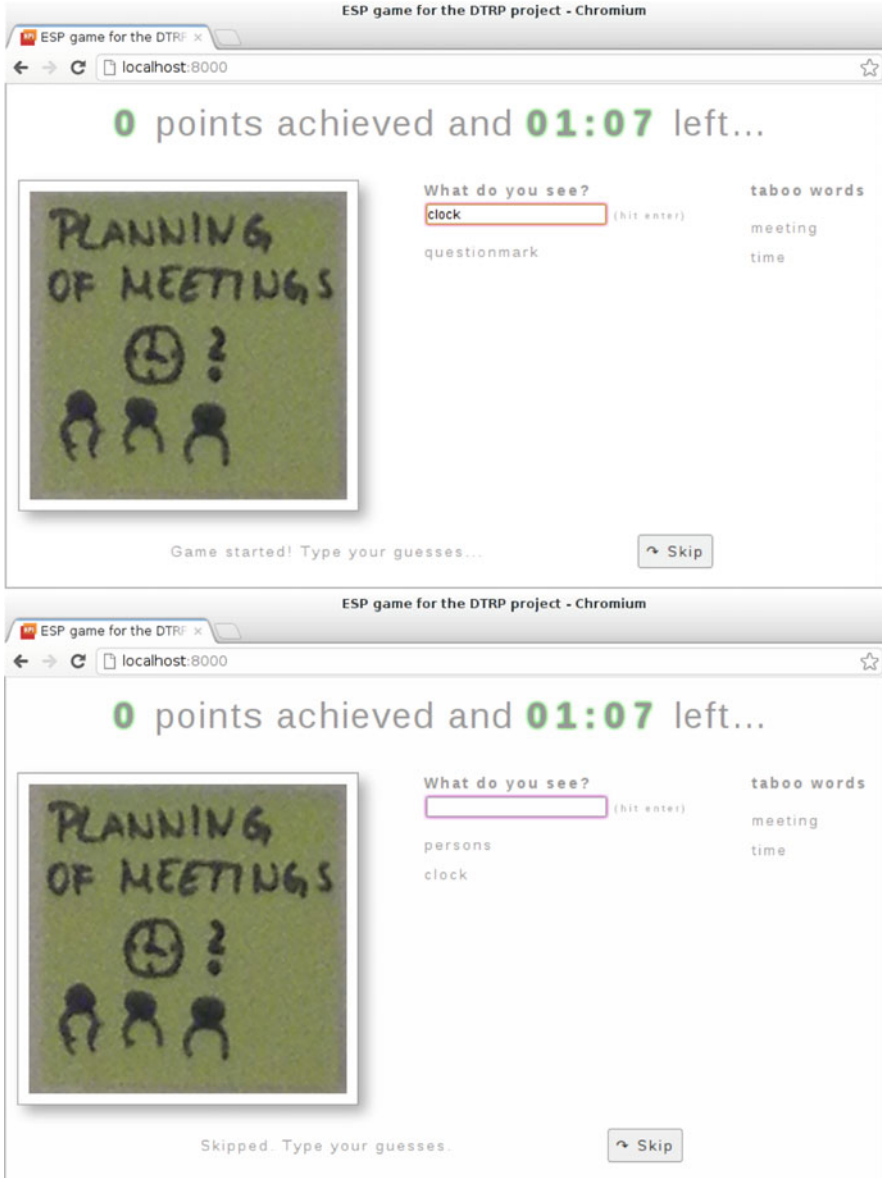 ESP game for the DTRP project - Chromium
ESP game for the DTRP
localhost:8000
0 points achieved and 01:07 left...
What do you see?
clock (hit enter)
questionmark
taboo words
meeting
time
PLANNING
OF MEETINGS
?
Game started! Type your guesses...
Skip
ESP game for the DTRP project - Chromium
ESP game for the DTRP
localhost:8000
0 points achieved and 01:07 left...
What do you see?
(hit enter)
persons
clock
taboo words
meeting
time
PLANNING
OF MEETINGS
?
Skipped. Type your guesses.
Skip